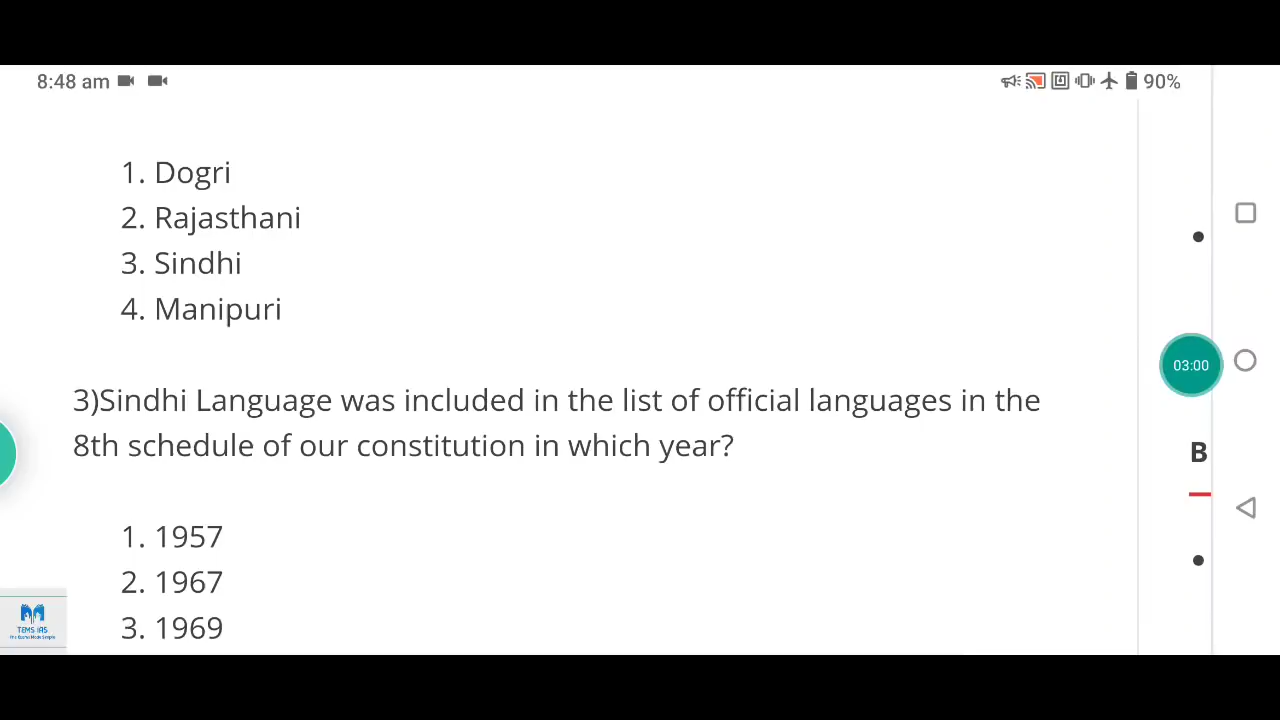 8:48 am
90%
1. Dogri
2. Rajasthani
3. Sindhi
4. Manipuri
03:00
3)Sindhi Language was included in the list of official languages in the
8th schedule of our constitution in which year?
B
1. 1957
2. 1967
3. 1969
TEMS IAS